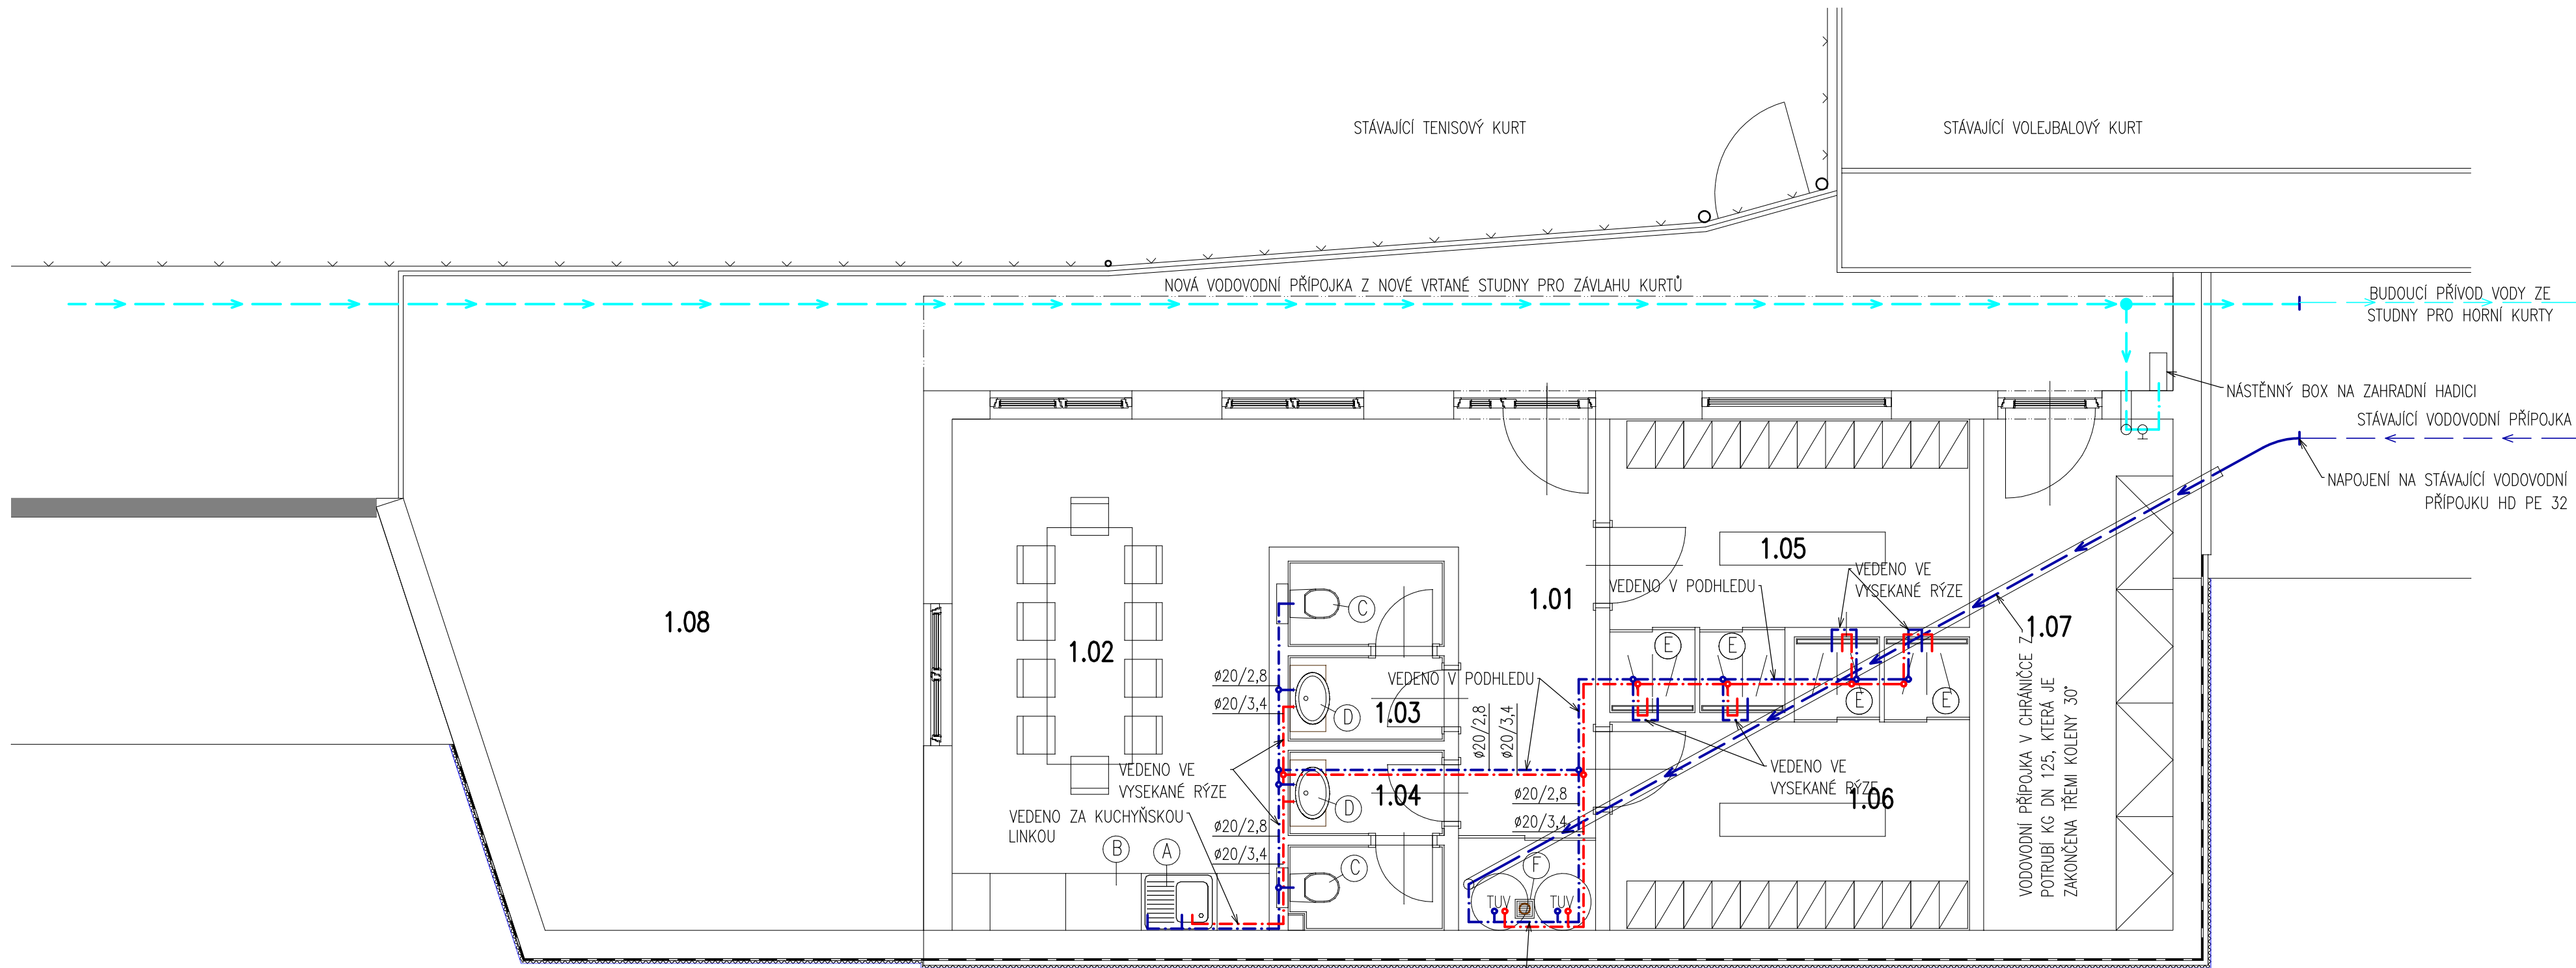 STÁVAJÍCÍ TENISOVÝ KURT
STÁVAJÍCÍ VOLEJBALOVÝ KURT
NOVÁ VODOVODNÍ PŘÍPOJKA Z NOVÉ VRTANÉ STUDNY PRO ZÁVLAHU KURTŮ
BUDOUCÍ PŘÍVOD VODY ZE
STUDNY PRO HORNÍ KURTY
NÁSTĚNNÝ BOX NA ZAHRADNÍ HADICI
STÁVAJÍCÍ VODOVODNÍ PŘÍPOJKA
NAPOJENÍ NA STÁVAJÍCÍ VODOVODNÍ
PŘÍPOJKU HD PE 32
1.05
VEDENO VE
VYSEKANÉ RÝZE
VEDENO V PODHLEDU
1.01
1.08
1.02
1.07
C
E
E
E
E
ø20/2,8
ø20/3,4
VEDENO V PODHLEDU
D
1.03
ø20/2,8
ø20/3,4
VODOVODNÍ PŘÍPOJKA V CHRÁNIČCE Z
POTRUBÍ KG DN 125, KTERÁ JE
ZAKONČENA TŘEMI KOLENY 30°
VEDENO VE
VYSEKANÉ RÝZE
VEDENO VE
VYSEKANÉ RÝZE
1.04
D
1.06
ø20/2,8
ø20/3,4
VEDENO ZA KUCHYŇSKOU
LINKOU
ø20/2,8
ø20/3,4
B
A
C
F
TUV
TUV